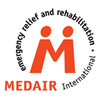 emergency relief and rehabilitation •
MEDAIR
International •